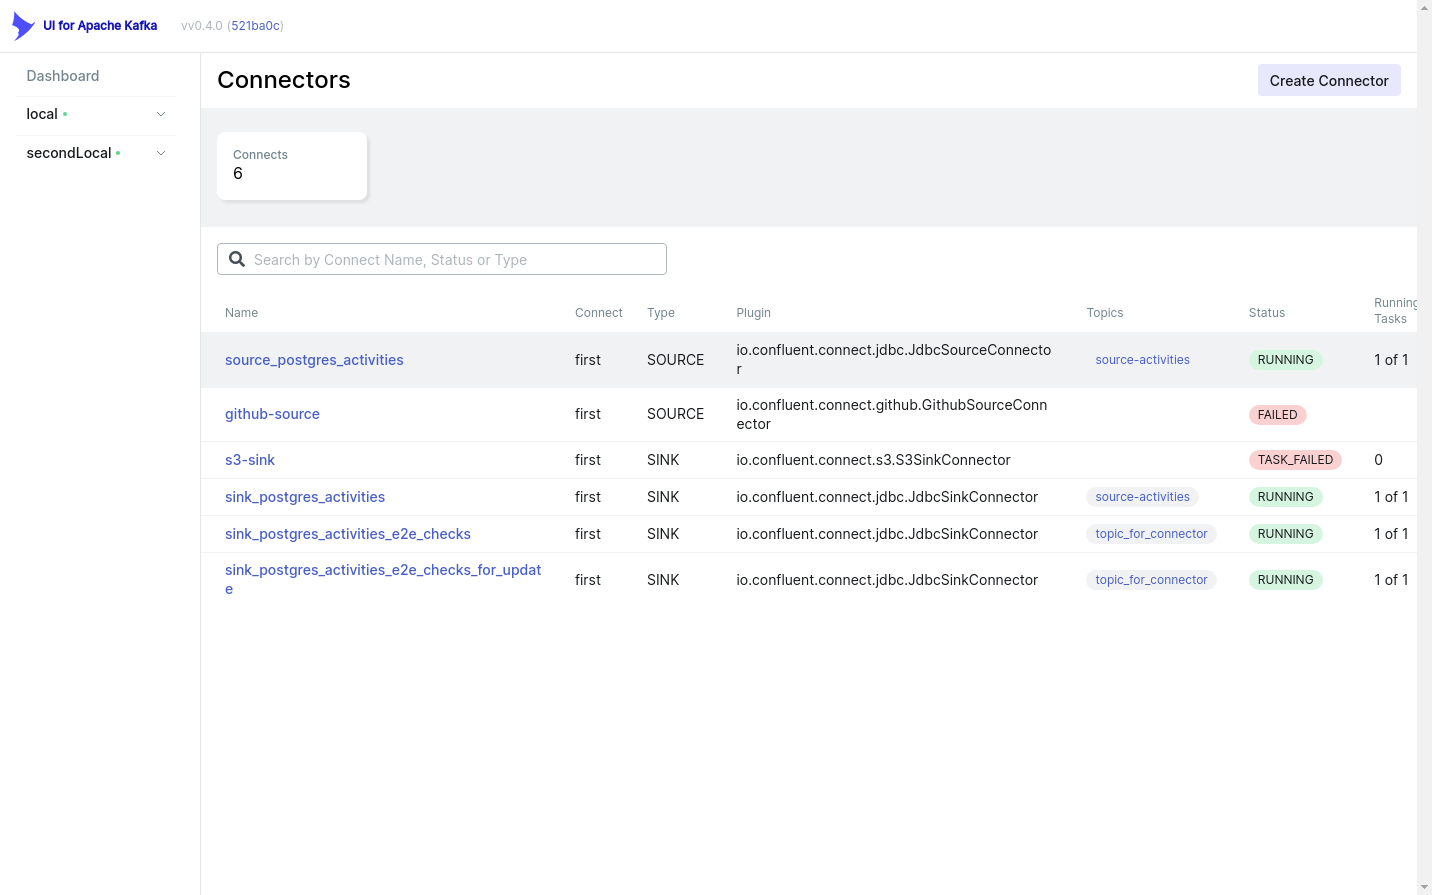 UI for Apache Kafka vv0.4.0 (521ba0c)
Dashboard
local
secondLocal
Connectors
Create Connector
Connects
6
Search by Connect Name, Status or Type
Name Connect Type Plugin Topics Status Running
Tasks
source_postgres_activities first SOURCE io.confluent.connect.jdbc.JdbcSourceConnecto
r source-activities RUNNING 1 of 1
github-source first SOURCE io.confluent.connect.github.GithubSourceConn
ector FAILED
s3-sink first SINK io.confluent.connect.s3.S3SinkConnector TASK_FAILED 0
sink_postgres_activities first SINK io.confluent.connect.jdbc.JdbcSinkConnector source-activities RUNNING 1 of 1
sink_postgres_activities_e2e_checks first SINK io.confluent.connect.jdbc.JdbcSinkConnector topic_for_connector RUNNING 1 of 1
sink_postgres_activities_e2e_checks_for_updat
e first SINK io.confluent.connect.jdbc.JdbcSinkConnector topic_for_connector RUNNING 1 of 1